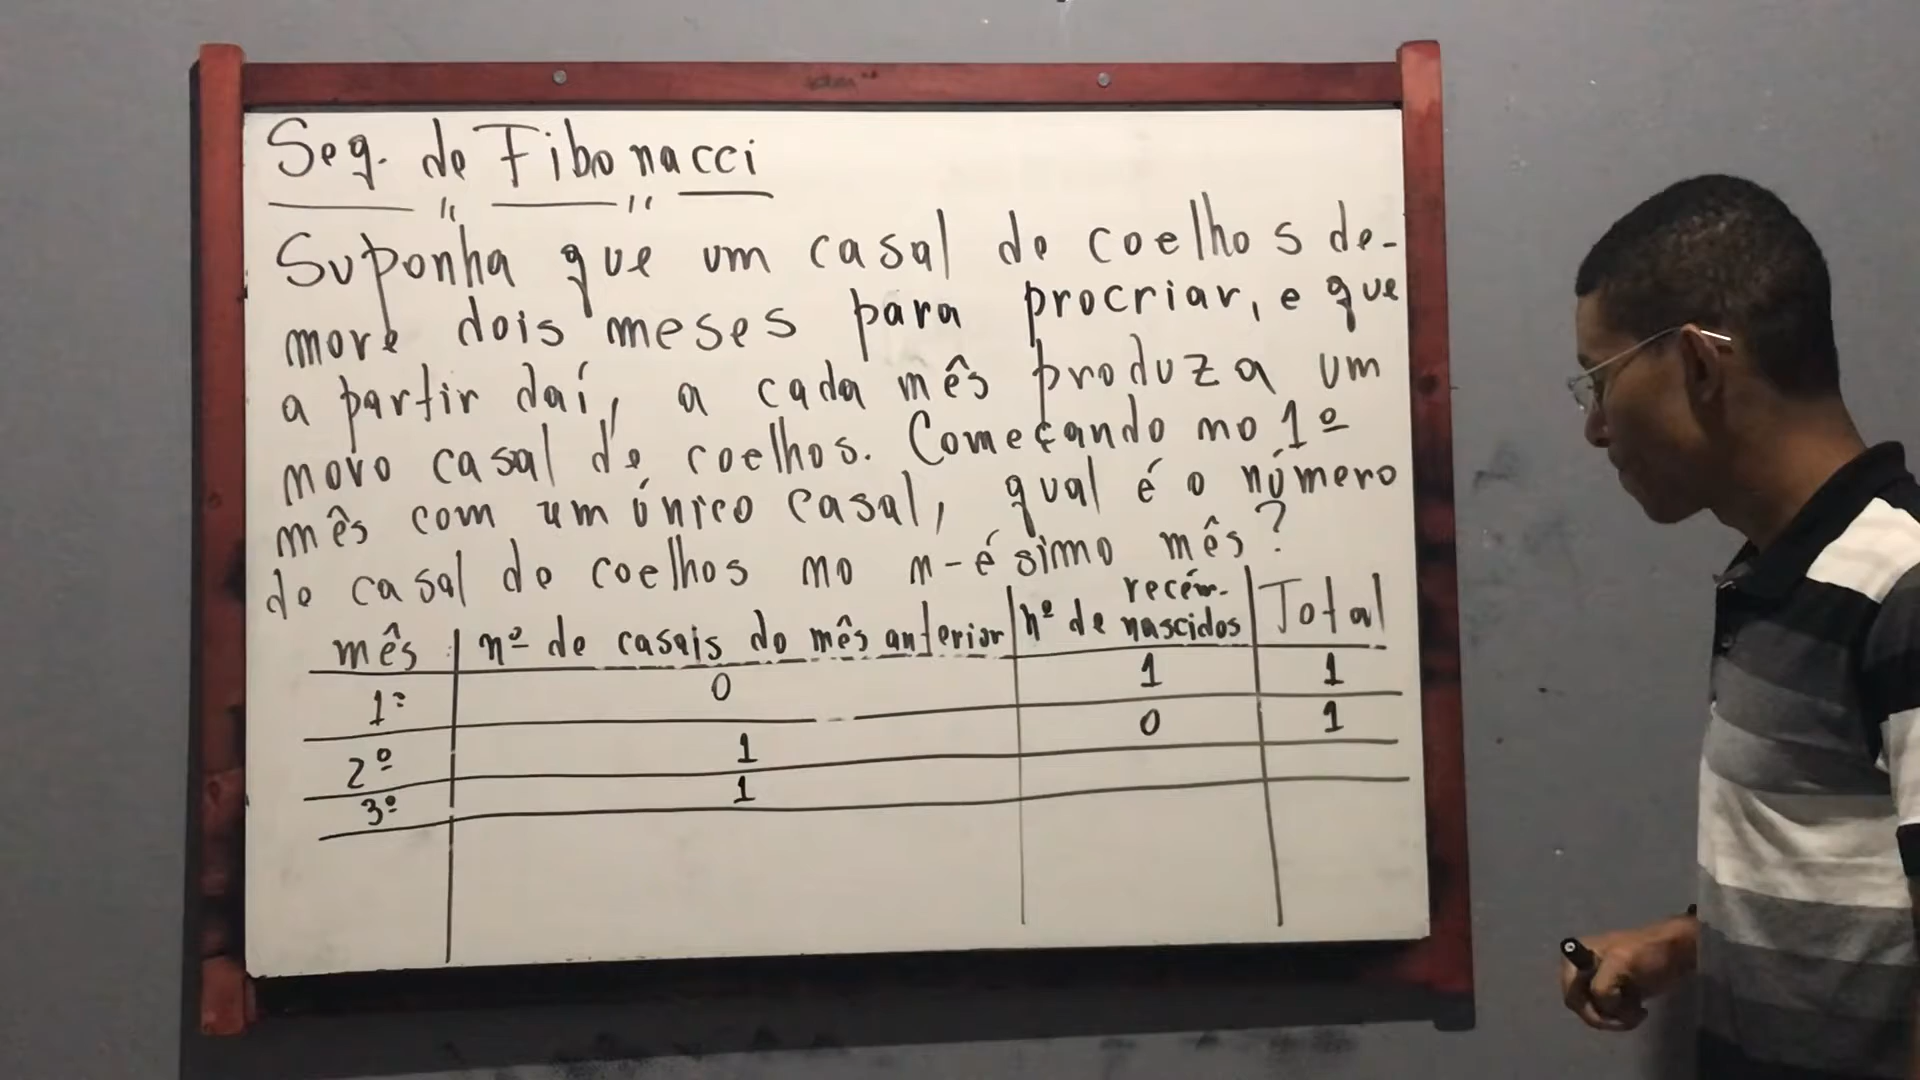 Seq. de Fibonacci
Suponha que um casal de coelhos de-
more dois meses para procriar, e que
a partir daí, a cada mês produza um
novo casal de coelhos. Começando no 1º
mês com um único casal, qual é o número
de casal de coelhos no n-ésimo mês?
mês nº de casais do mês anterior nº de recém-nascidos Total
1º 0 1 1
2º 1 0 1
3º 1